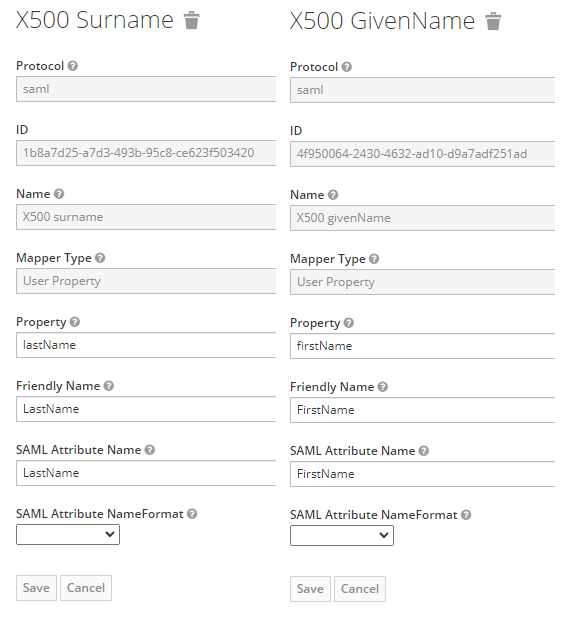 X500 Surname
Protocol
saml
ID
1b8a7d25-a7d3-493b-95c8-ce623f503420
Name
X500 surname
Mapper Type
User Property
Property
lastName
Friendly Name
LastName
SAML Attribute Name
LastName
SAML Attribute NameFormat
Save Cancel
X500 GivenName
Protocol
saml
ID
4f950064-2430-4632-ad10-d9a7adf251ad
Name
X500 givenName
Mapper Type
User Property
Property
firstName
Friendly Name
FirstName
SAML Attribute Name
FirstName
SAML Attribute NameFormat
Save Cancel